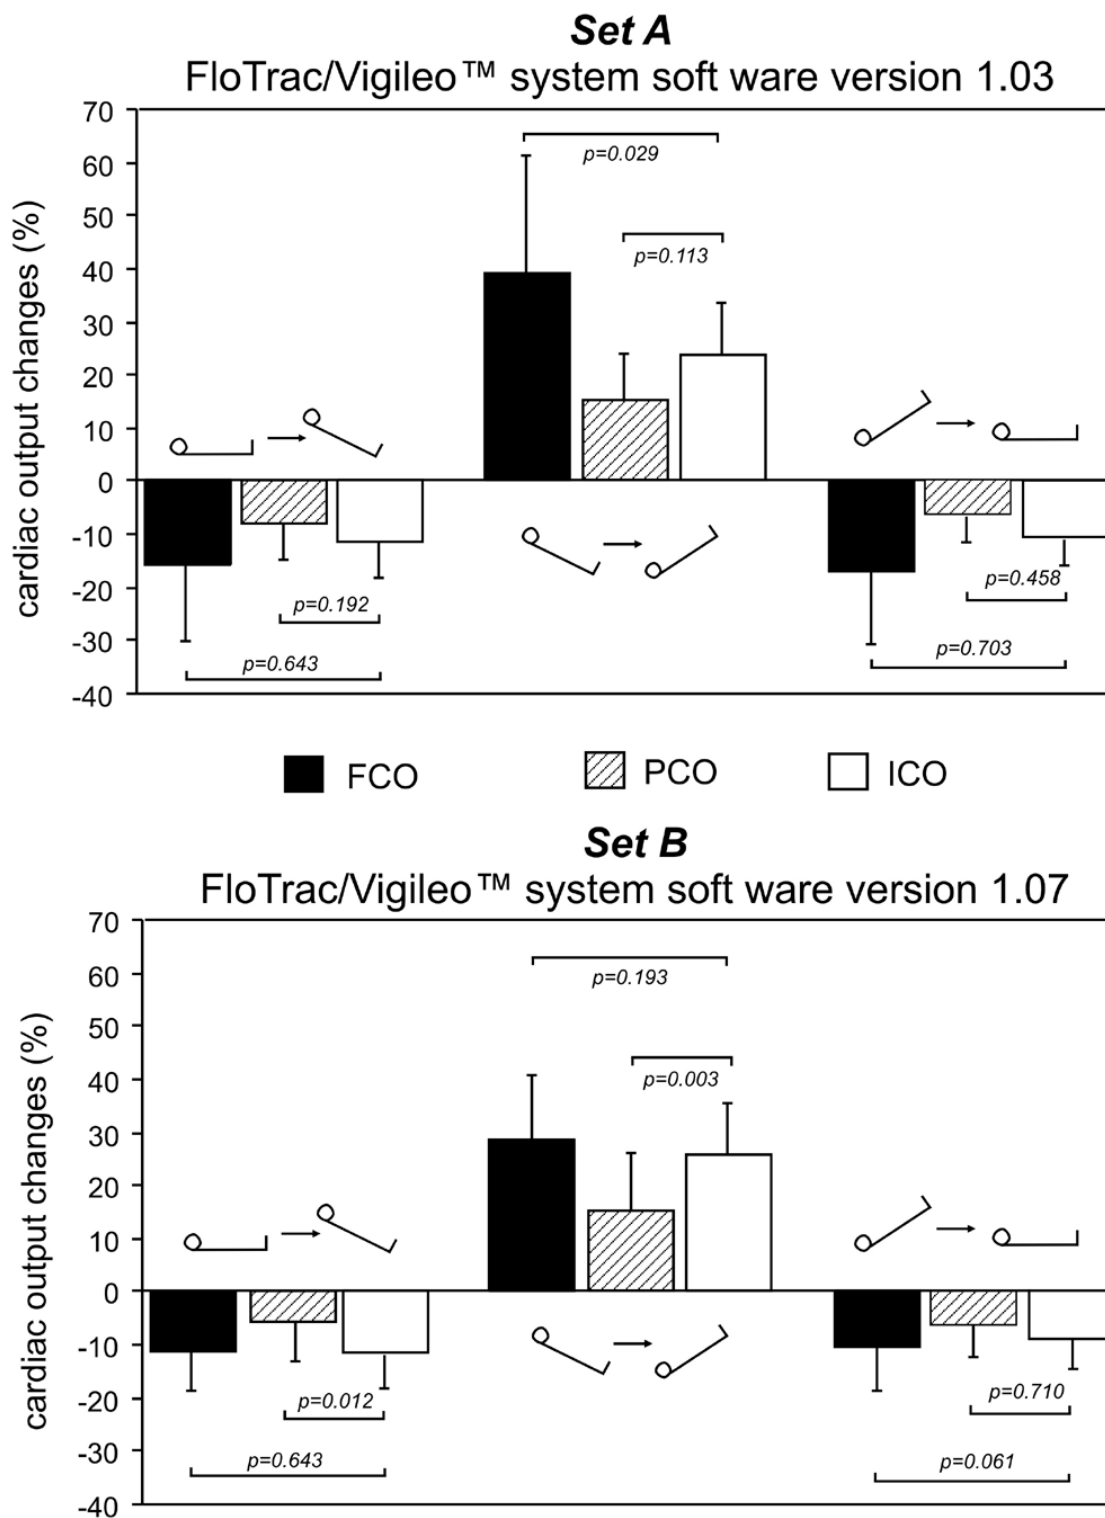 Set A
FloTrac/Vigileo™ system soft ware version 1.03
cardiac output changes (%)
70
60
50
40
30
20
10
0
-10
-20
-30
-40
p=0.029
p=0.113
p=0.192
p=0.643
p=0.458
p=0.703
FCO PCO ICO
Set B
FloTrac/Vigileo™ system soft ware version 1.07
cardiac output changes (%)
70
60
50
40
30
20
10
0
-10
-20
-30
-40
p=0.193
p=0.003
p=0.012
p=0.643
p=0.710
p=0.061